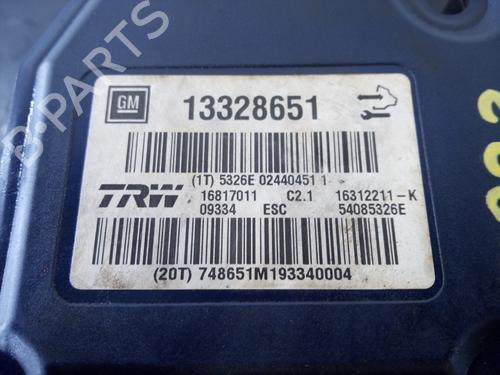 B-PARTS
GM 13328651
(1T) 5326E 02440451 1
TRW 16817011 C2.1 16312211-K
09334 ESC 54085326E
(20T) 748651M193340004